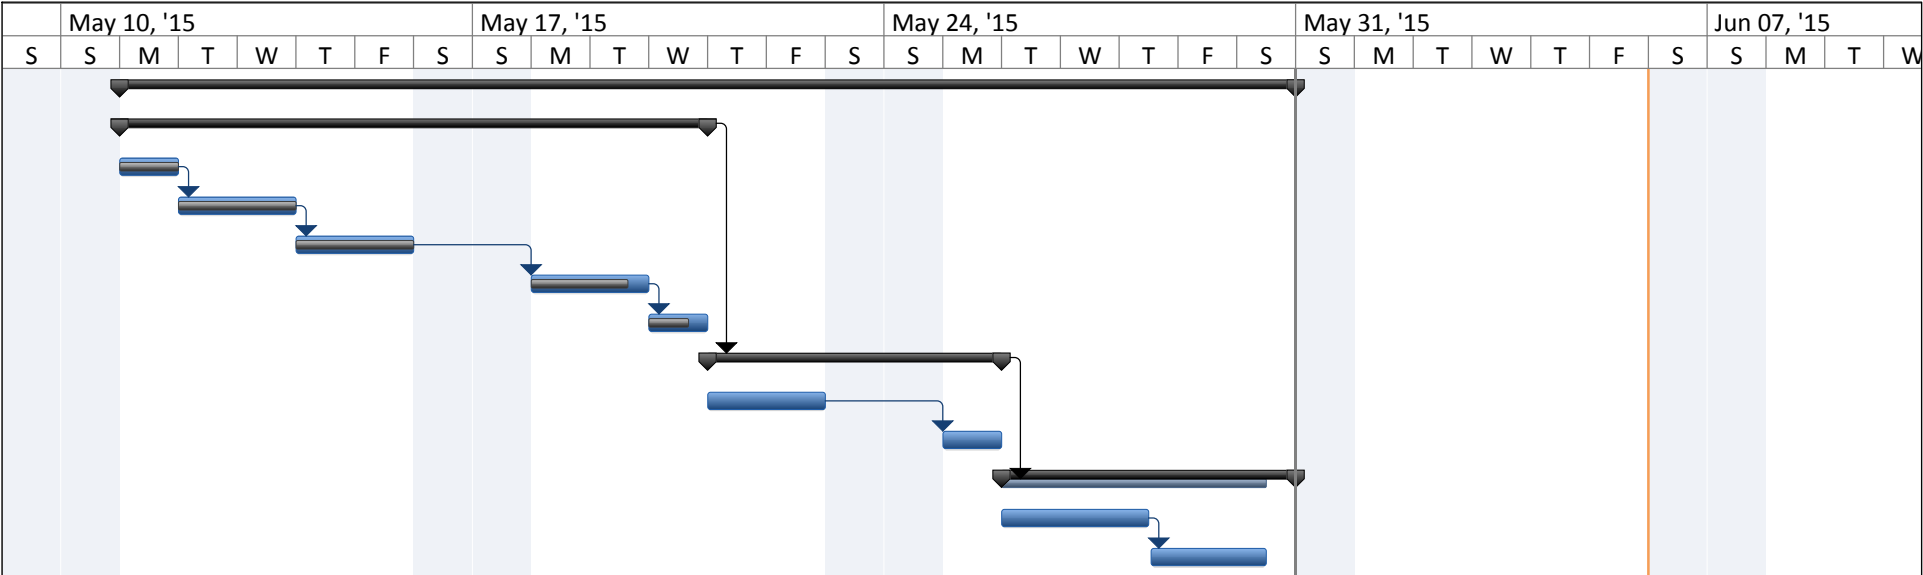 May 10, '15 May 17, '15 May 24, '15 May 31, '15 Jun 07, '15
S S M T W T F S S M T W T F S S M T W T F S S M T W T F S S M T W